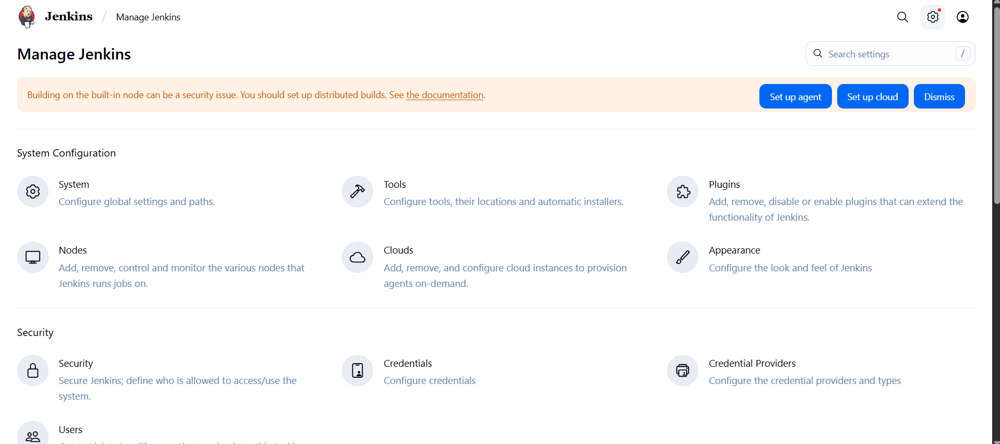 Jenkins / Manage Jenkins
Manage Jenkins
Search settings /
Building on the built-in node can be a security issue. You should set up distributed builds. See the documentation.
Set up agent Set up cloud Dismiss
System Configuration
System
Configure global settings and paths.
Tools
Configure tools, their locations and automatic installers.
Plugins
Add, remove, disable or enable plugins that can extend the
functionality of Jenkins.
Nodes
Add, remove, control and monitor the various nodes that
Jenkins runs jobs on.
Clouds
Add, remove, and configure cloud instances to provision
agents on-demand.
Appearance
Configure the look and feel of Jenkins
Security
Security
Secure Jenkins; define who is allowed to access/use the
system.
Credentials
Configure credentials
Credential Providers
Configure the credential providers and types
Users